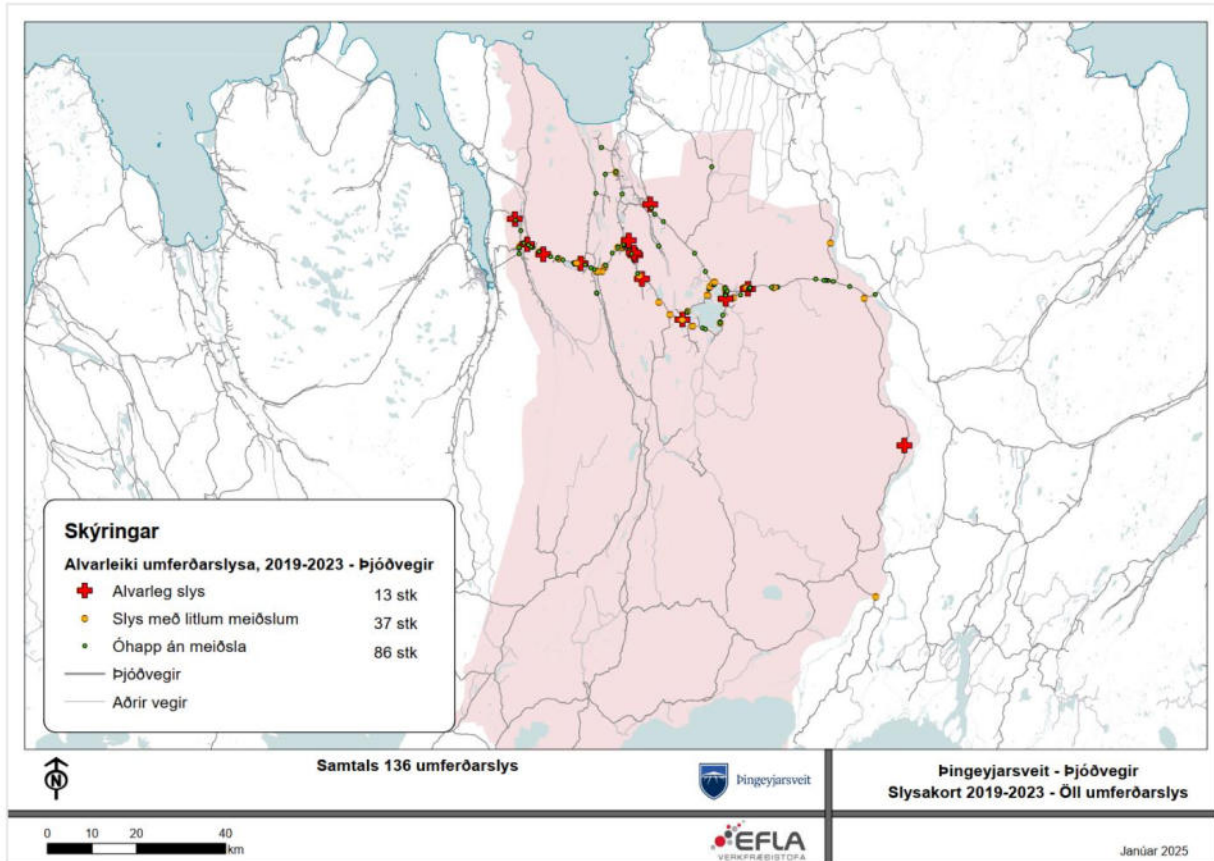 Skýringar
Alvarleiki umferðarslysa, 2019-2023 - Þjóðvegir
Alvarleg slys 13 stk
Slys með litlum meiðslum 37 stk
Óhapp án meiðsla 86 stk
Þjóðvegir
Aðrir vegir
N
Samtals 136 umferðarslys
Þingeyjarsveit
Þingeyjarsveit - Þjóðvegir
Slysakort 2019-2023 - Öll umferðarslys
0 10 20 40
km
EFLA
VERKFRÆÐISTOFA
Janúar 2025